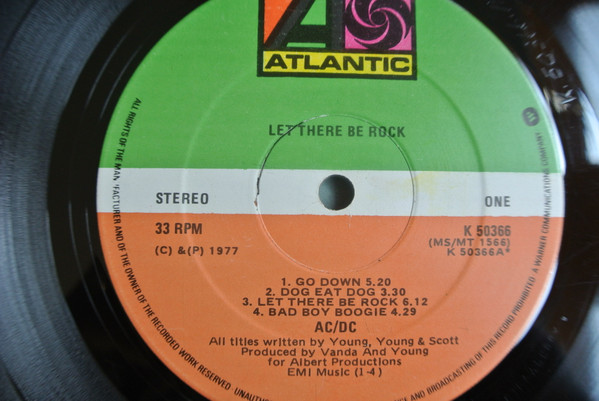 ATLANTIC
LET THERE BE ROCK
STEREO
ONE
33 RPM
K 50366
(MS/MT 1566)
(C) &(P) 1977
K 50366A*
1. GO DOWN 5.20
2. DOG EAT DOG 3.30
3. LET THERE BE ROCK 6.12
4. BAD BOY BOOGIE 4.29
AC/DC
All titles written by Young, Young & Scott
Produced by Vanda And Young
for Albert Productions
EMI Music (1-4)
ALL RIGHTS OF THE MAN FACTURER AND OF THE OWNER OF THE RECORDED WORK RESERVED. AND BROADCASTING OF THIS RECORD PROHIBITED. A WARNER COMMUNICATIONS COMPANY